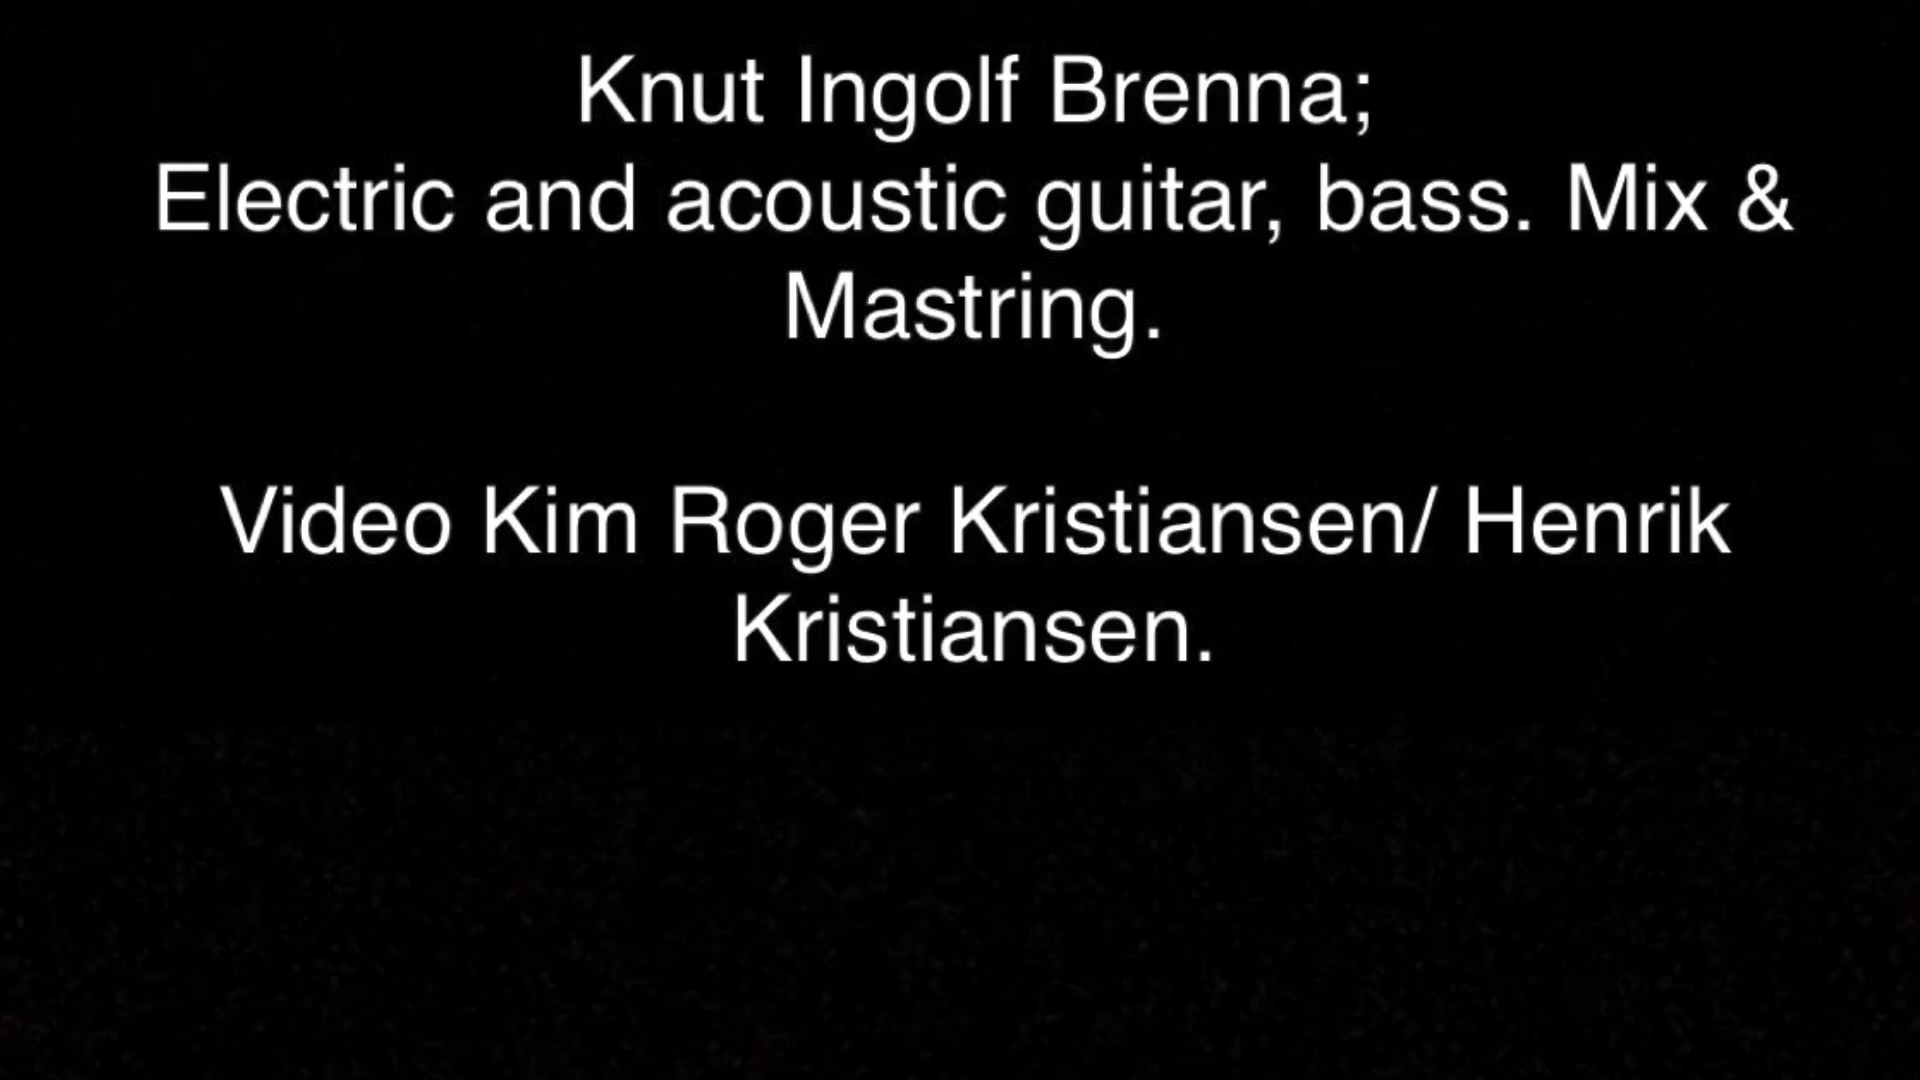 Knut Ingolf Brenna;
Electric and acoustic guitar, bass. Mix &
Mastring.
Video Kim Roger Kristiansen/ Henrik
Kristiansen.